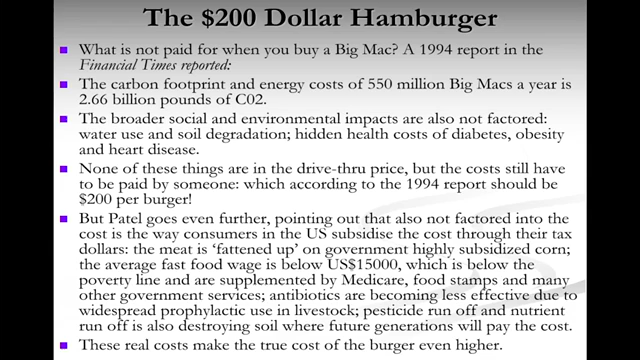 The $200 Dollar Hamburger
What is not paid for when you buy a Big Mac? A 1994 report in the
Financial Times reported:
The carbon footprint and energy costs of 550 million Big Macs a year is
2.66 billion pounds of C02.
The broader social and environmental impacts are also not factored:
water use and soil degradation; hidden health costs of diabetes, obesity
and heart disease.
None of these things are in the drive-thru price, but the costs still have
to be paid by someone: which according to the 1994 report should be
$200 per burger!
But Patel goes even further, pointing out that also not factored into the
cost is the way consumers in the US subsidise the cost through their tax
dollars: the meat is 'fattened up' on government highly subsidized corn;
the average fast food wage is below US$15000, which is below the
poverty line and are supplemented by Medicare, food stamps and many
other government services; antibiotics are becoming less effective due to
widespread prophylactic use in livestock; pesticide run off and nutrient
run off is also destroying soil where future generations will pay the cost.
These real costs make the true cost of the burger even higher.